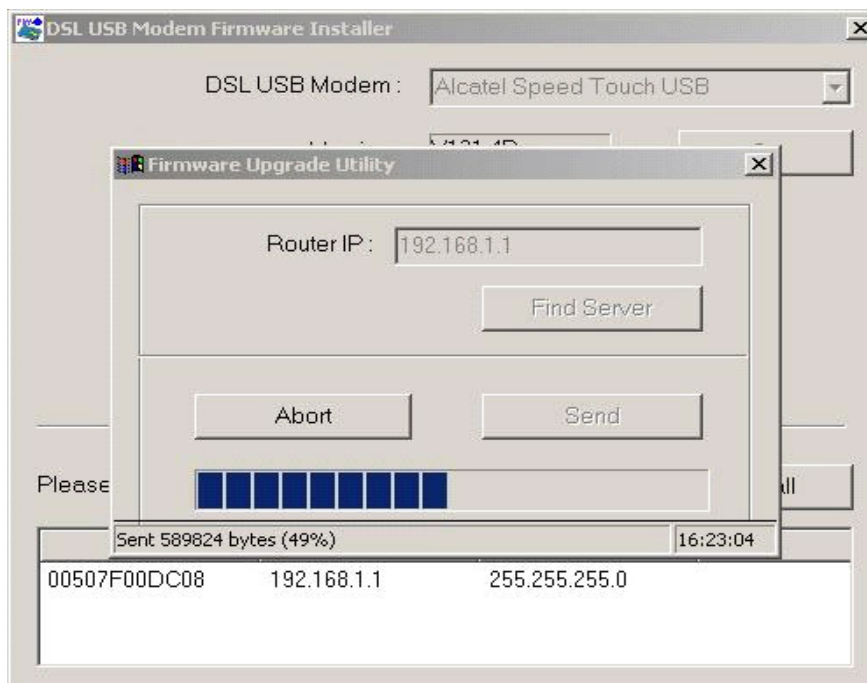 DSL USB Modem Firmware Installer
DSL USB Modem : Alcatel Speed Touch USB
Firmware Upgrade Utility
Router IP : 192.168.1.1
Find Server
Abort Send
Please
Sent 589824 bytes (49%) 16:23:04
00507F00DC08 192.168.1.1 255.255.255.0